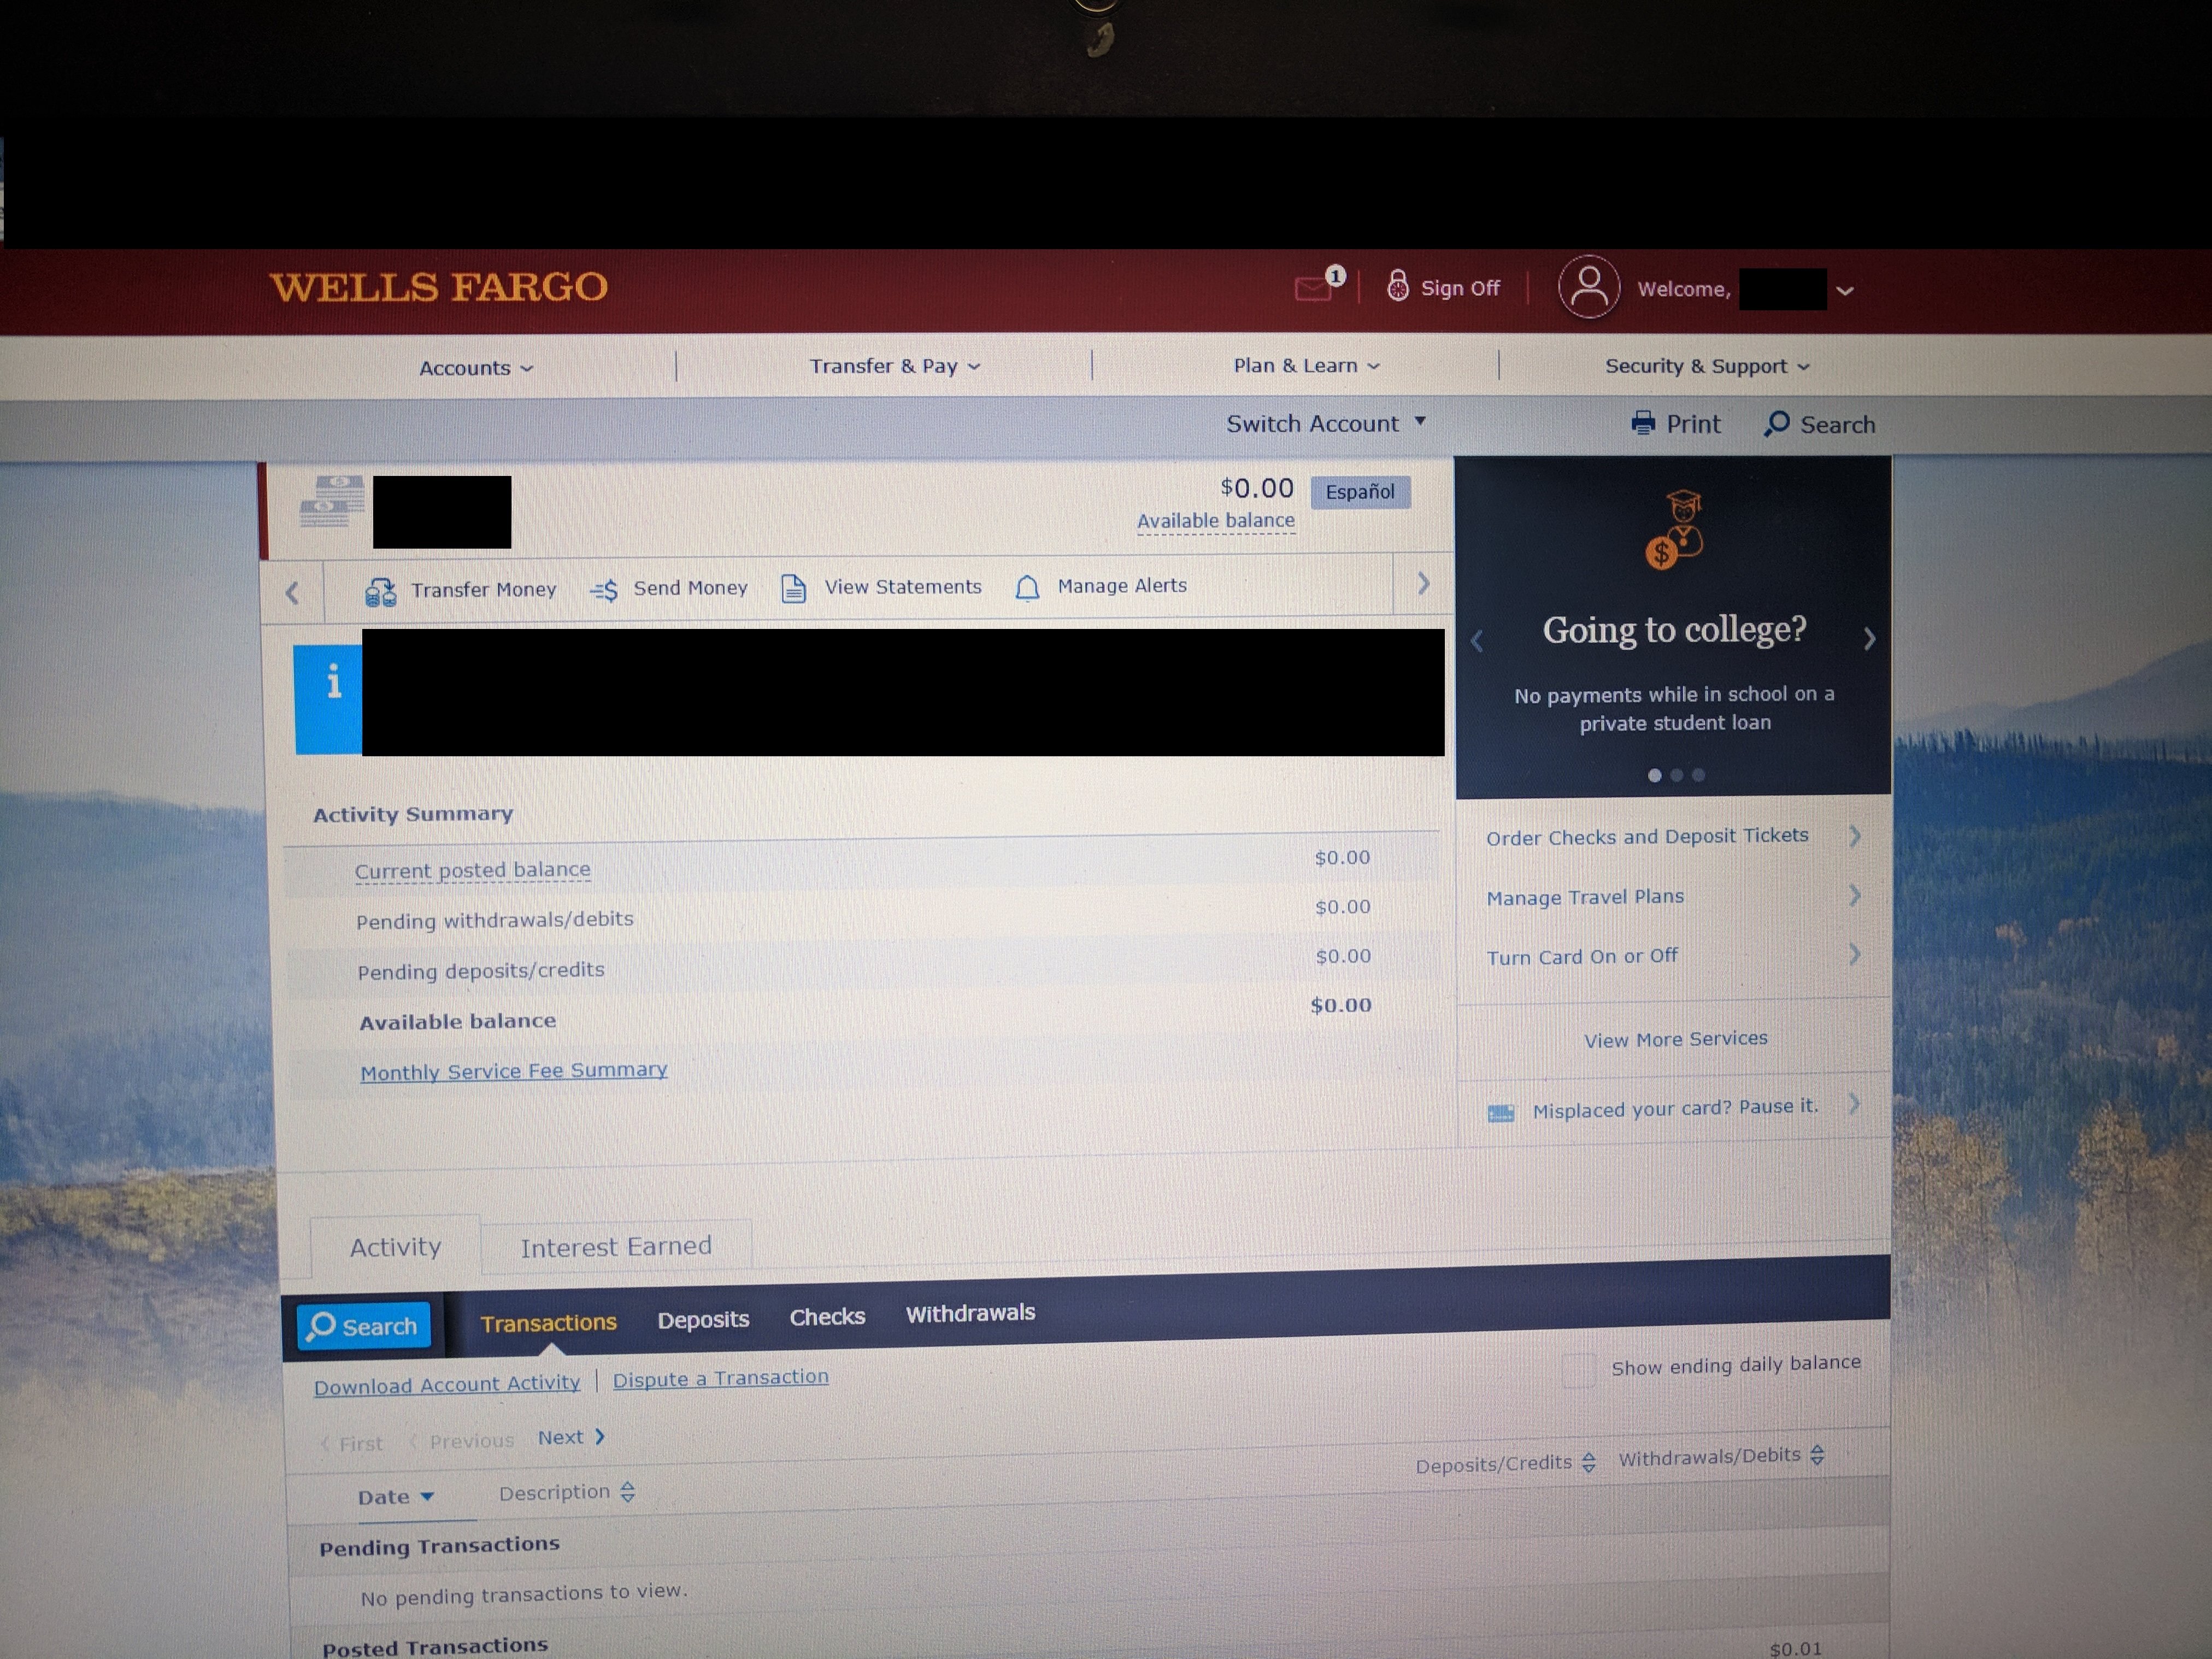 WELLS FARGO
1
Sign Off
Welcome,
Accounts
Transfer & Pay
Plan & Learn
Security & Support
Switch Account
Print
Search
$0.00
Español
Available balance
Transfer Money
Send Money
View Statements
Manage Alerts
i
$
Going to college?
No payments while in school on a
private student loan
Activity Summary
Current posted balance $0.00
Pending withdrawals/debits $0.00
Pending deposits/credits $0.00
Available balance $0.00
Monthly Service Fee Summary
Order Checks and Deposit Tickets
Manage Travel Plans
Turn Card On or Off
View More Services
Misplaced your card? Pause it.
Activity
Interest Earned
Search
Transactions
Deposits
Checks
Withdrawals
Download Account Activity | Dispute a Transaction
Show ending daily balance
First
Previous
Next
Date
Description
Deposits/Credits
Withdrawals/Debits
Pending Transactions
No pending transactions to view.
Posted Transactions
$0.01